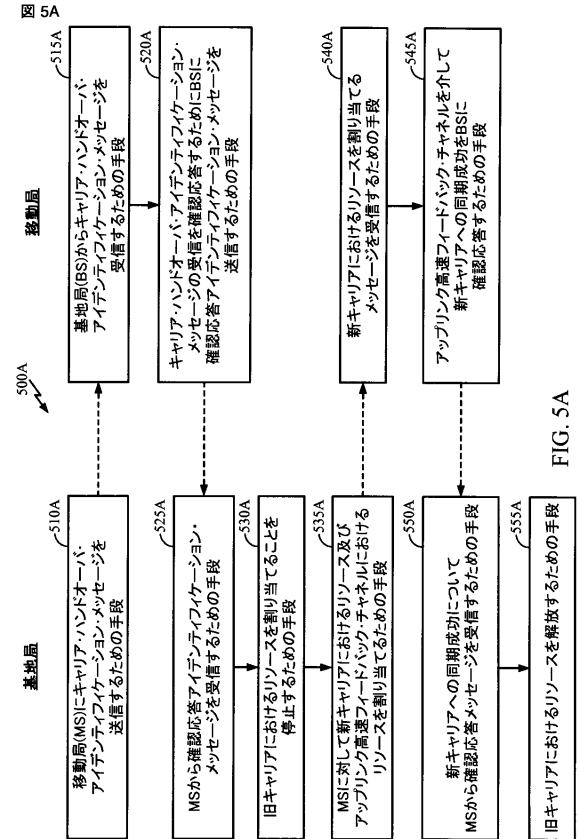 図 5A
500A
基地局
移動局
510A
移動局(MS)にキャリア・ハンドオーバ・
アイデンティフィケーション・メッセージを
送信するための手段
515A
基地局(BS)からキャリア・ハンドオーバ・
アイデンティフィケーション・メッセージを
受信するための手段
520A
キャリア・ハンドオーバ・アイデンティフィケーション・
メッセージの受信を確認応答するためにBSに
確認応答アイデンティフィケーション・メッセージを
送信するための手段
525A
MSから確認応答アイデンティフィケーション・
メッセージを受信するための手段
530A
旧キャリアにおけるリソースを割り当てることを
停止するための手段
535A
MSに対して新キャリアにおけるリソース及び
アップリンク高速フィードバック・チャネルにおける
リソースを割り当てるための手段
540A
新キャリアにおけるリソースを割り当てる
メッセージを受信するための手段
545A
アップリンク高速フィードバック・チャネルを介して
新キャリアへの同期成功をBSに
確認応答するための手段
550A
新キャリアへの同期成功について
MSから確認応答メッセージを受信するための手段
555A
旧キャリアにおけるリソースを解放するための手段
FIG. 5A